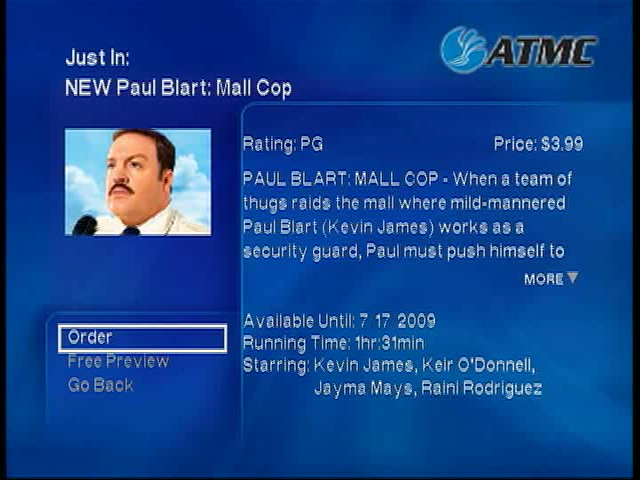 Just In:
NEW Paul Blart: Mall Cop
ATMC
Rating: PG
Price: $3.99
PAUL BLART: MALL COP - When a team of
thugs raids the mall where mild-mannered
Paul Blart (Kevin James) works as a
security guard, Paul must push himself to
MORE
Order
Free Preview
Go Back
Available Until: 7 17 2009
Running Time: 1hr:31min
Starring: Kevin James, Keir O'Donnell,
Jayma Mays, Raini Rodriguez